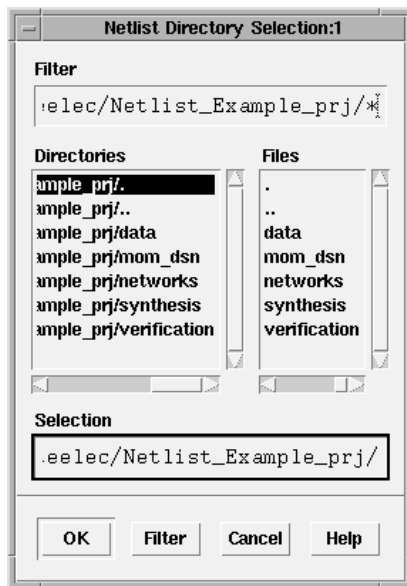 Netlist Directory Selection:1
Filter
eelec/Netlist_Example_prj/*
Directories
ample_prj/.
ample_prj/..
ample_prj/data
ample_prj/mom_dsn
ample_prj/networks
ample_prj/synthesis
ample_prj/verification
Files
.
..
data
mom_dsn
networks
synthesis
verification
Selection
.eelec/Netlist_Example_prj/
OK Filter Cancel Help